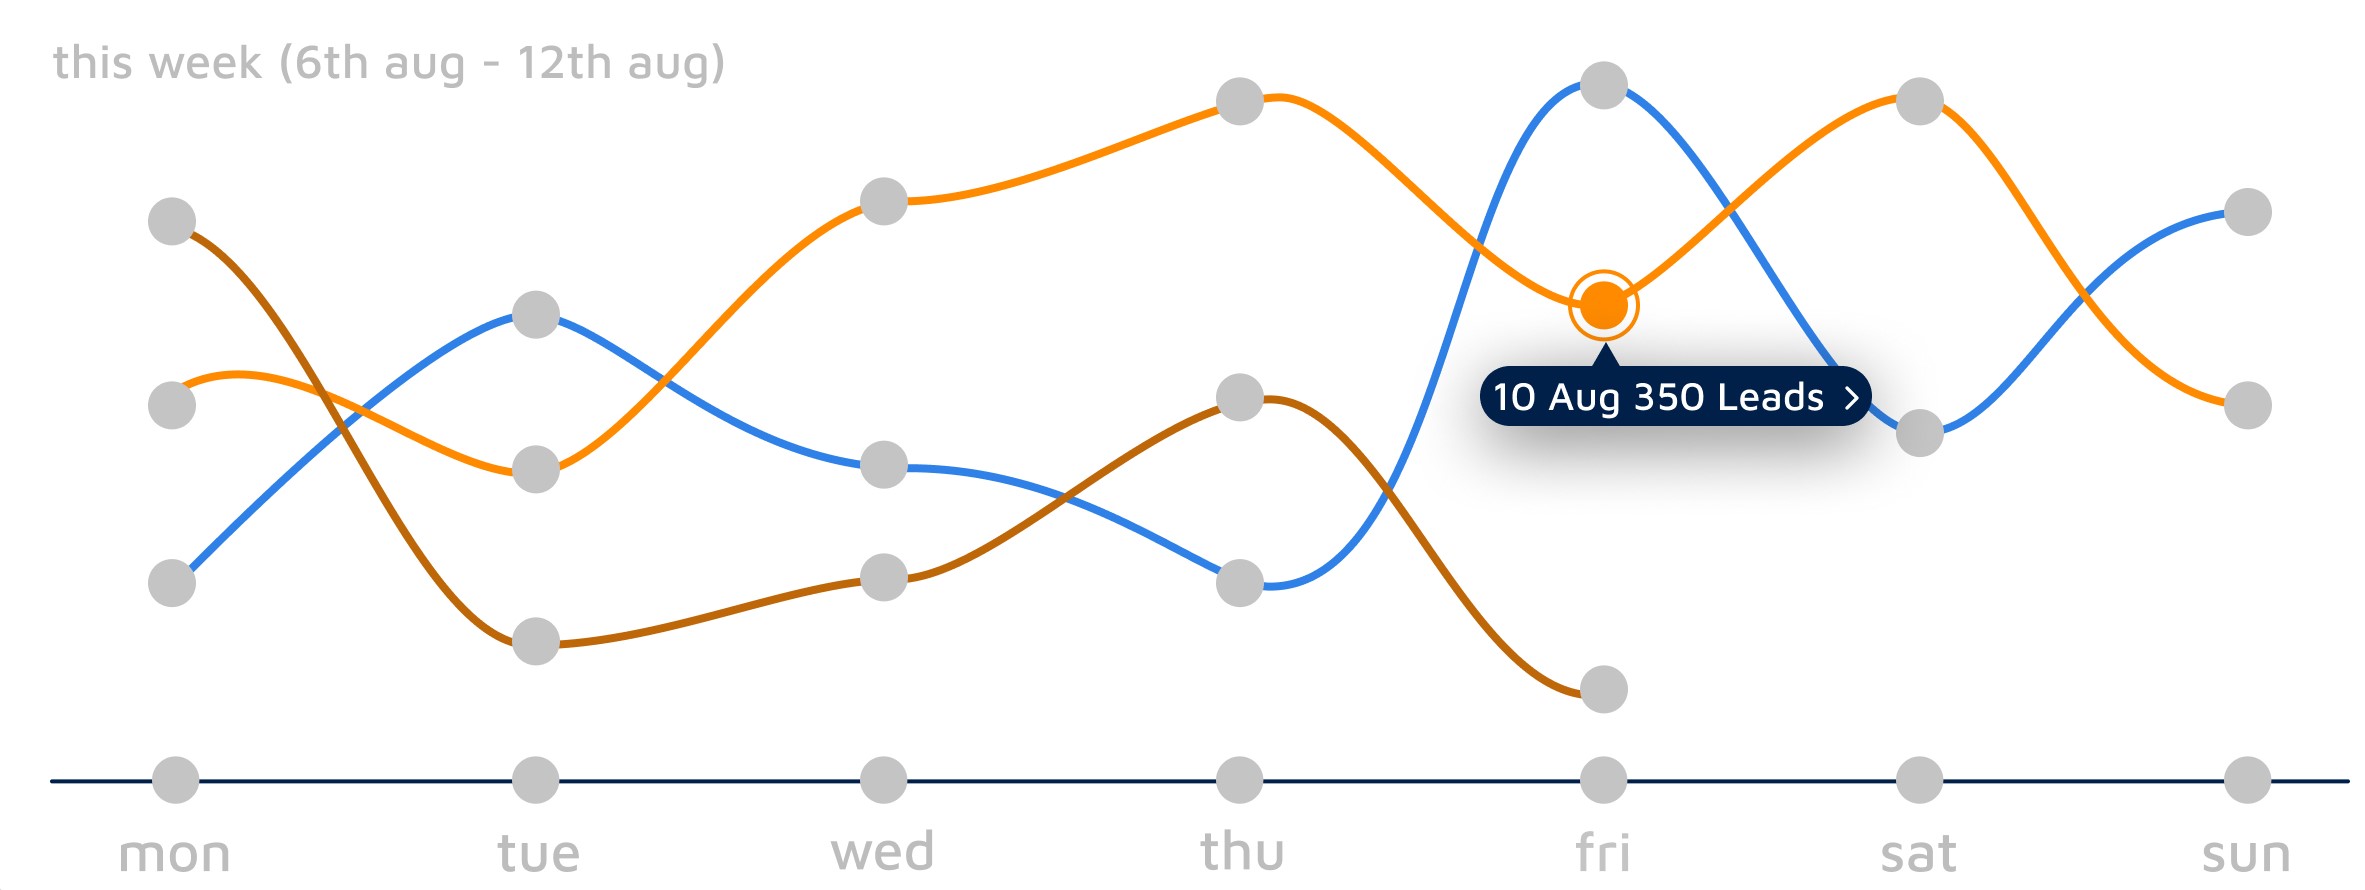 this week (6th aug - 12th aug)
10 Aug 350 Leads >
mon tue wed thu fri sat sun